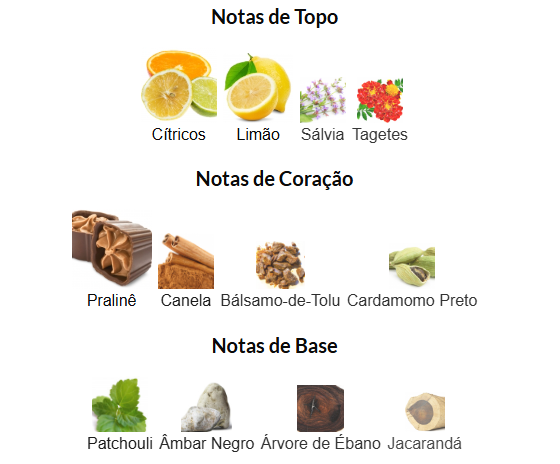 Notas de Topo
Cítricos Limão Sálvia Tagetes
Notas de Coração
Pralinê Canela Bálsamo-de-Tolu Cardamomo Preto
Notas de Base
Patchouli Âmbar Negro Árvore de Ébano Jacarandá